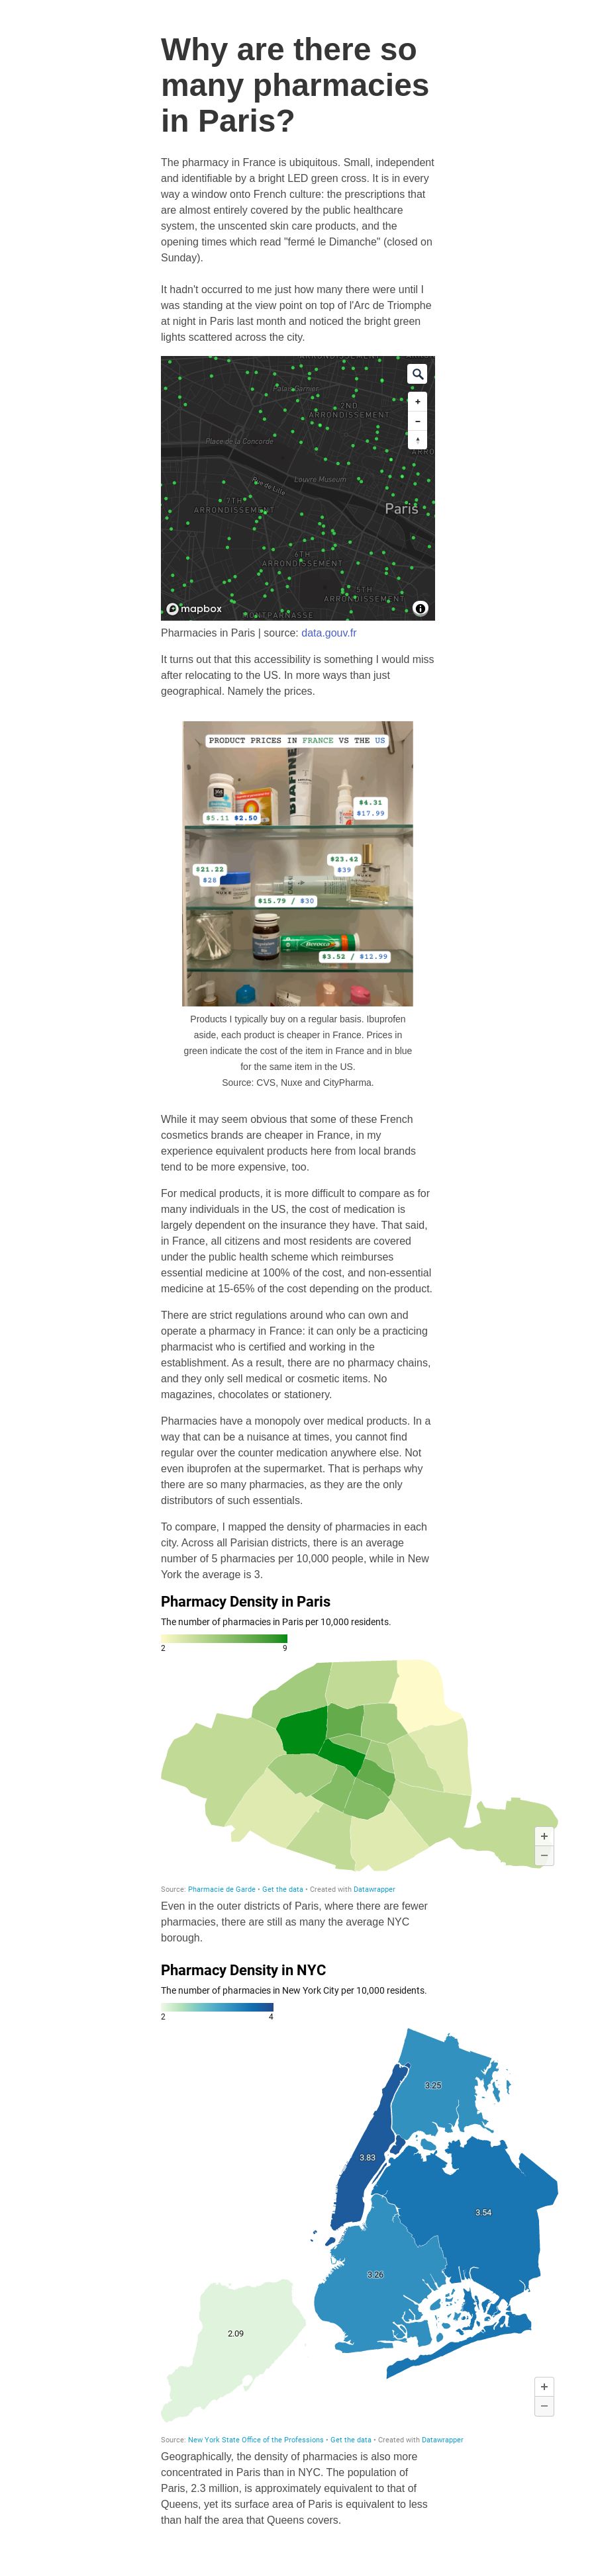 Why are there so
many pharmacies
in Paris?
The pharmacy in France is ubiquitous. Small, independent
and identifiable by a bright LED green cross. It is in every
way a window onto French culture: the prescriptions that
are almost entirely covered by the public healthcare
system, the unscented skin care products, and the
opening times which read "fermé le Dimanche" (closed on
Sunday).
It hadn't occurred to me just how many there were until I
was standing at the view point on top of l'Arc de Triomphe
at night in Paris last month and noticed the bright green
lights scattered across the city.
Palais Garnier
2ND
ARRONDISSEMENT
Place de la Concorde
Louvre Museum
Rue de Lille
7TH
ARRONDISSEMENT
Paris
6TH
ARRONDISSEMENT
5TH
ARRONDISSEMENT
mapbox
MONTPARNASSE
Pharmacies in Paris | source: data.gouv.fr
It turns out that this accessibility is something I would miss
after relocating to the US. In more ways than just
geographical. Namely the prices.
PRODUCT PRICES IN FRANCE VS THE US
BIAFINE
$4.31
$17.99
$5.11 $2.50
$23.42
$39
$21.22
$28
NUXE
$15.79 / $30
Berocca
$3.52 / $12.99
Products I typically buy on a regular basis. Ibuprofen
aside, each product is cheaper in France. Prices in
green indicate the cost of the item in France and in blue
for the same item in the US.
Source: CVS, Nuxe and CityPharma.
While it may seem obvious that some of these French
cosmetics brands are cheaper in France, in my
experience equivalent products here from local brands
tend to be more expensive, too.
For medical products, it is more difficult to compare as for
many individuals in the US, the cost of medication is
largely dependent on the insurance they have. That said,
in France, all citizens and most residents are covered
under the public health scheme which reimburses
essential medicine at 100% of the cost, and non-essential
medicine at 15-65% of the cost depending on the product.
There are strict regulations around who can own and
operate a pharmacy in France: it can only be a practicing
pharmacist who is certified and working in the
establishment. As a result, there are no pharmacy chains,
and they only sell medical or cosmetic items. No
magazines, chocolates or stationery.
Pharmacies have a monopoly over medical products. In a
way that can be a nuisance at times, you cannot find
regular over the counter medication anywhere else. Not
even ibuprofen at the supermarket. That is perhaps why
there are so many pharmacies, as they are the only
distributors of such essentials.
To compare, I mapped the density of pharmacies in each
city. Across all Parisian districts, there is an average
number of 5 pharmacies per 10,000 people, while in New
York the average is 3.
Pharmacy Density in Paris
The number of pharmacies in Paris per 10,000 residents.
2 9
Source: Pharmacie de Garde • Get the data • Created with Datawrapper
Even in the outer districts of Paris, where there are fewer
pharmacies, there are still as many the average NYC
borough.
Pharmacy Density in NYC
The number of pharmacies in New York City per 10,000 residents.
2 4
3.25
3.83
3.54
3.26
2.09
Source: New York State Office of the Professions • Get the data • Created with Datawrapper
Geographically, the density of pharmacies is also more
concentrated in Paris than in NYC. The population of
Paris, 2.3 million, is approximately equivalent to that of
Queens, yet its surface area of Paris is equivalent to less
than half the area that Queens covers.